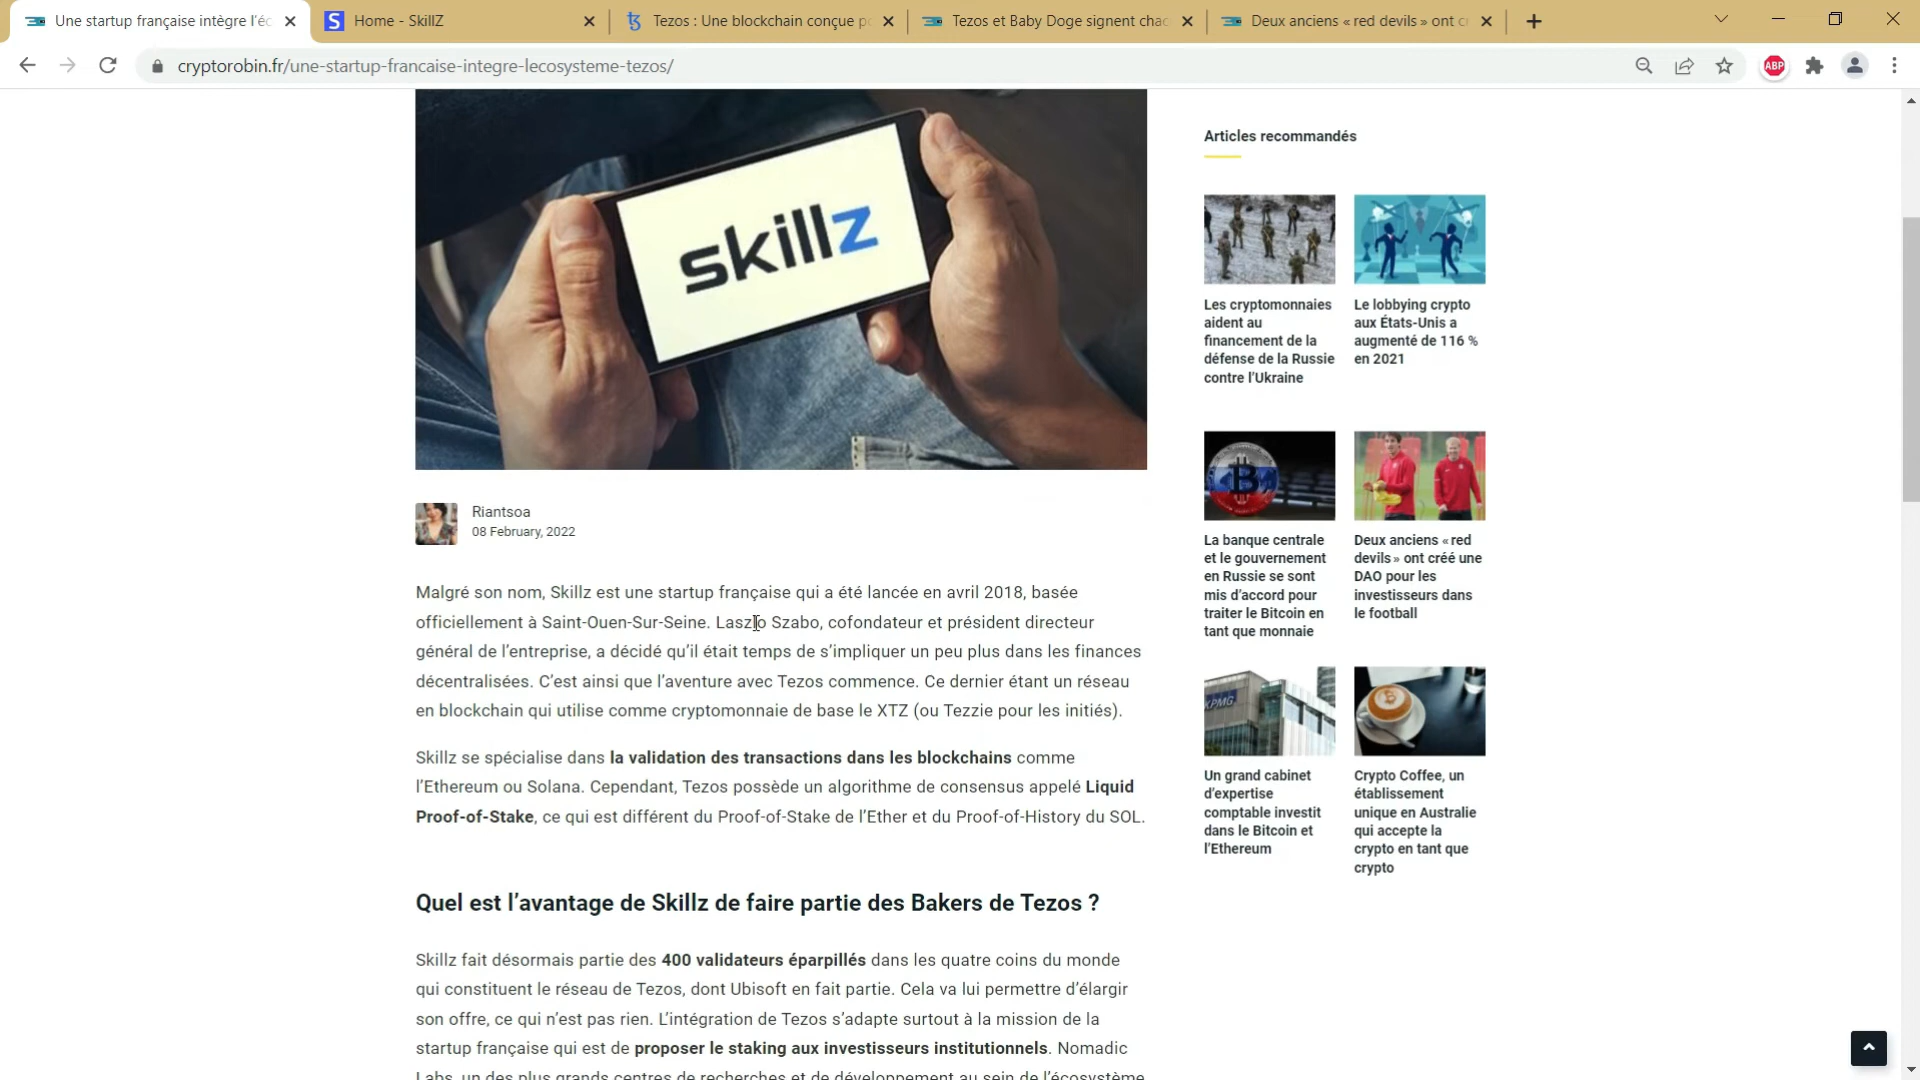 Une startup française intègre l'éc
Home - SkillZ
Tezos : Une blockchain conçue p
Tezos et Baby Doge signent chac
Deux anciens « red devils » ont c
cryptorobin.fr/une-startup-francaise-integre-lecosysteme-tezos/
ABP
skillz
Riantsoa
08 February, 2022
Malgré son nom, Skillz est une startup française qui a été lancée en avril 2018, basée
officiellement à Saint-Ouen-Sur-Seine. Laszlo Szabo, cofondateur et président directeur
général de l'entreprise, a décidé qu'il était temps de s'impliquer un peu plus dans les finances
décentralisées. C'est ainsi que l'aventure avec Tezos commence. Ce dernier étant un réseau
en blockchain qui utilise comme cryptomonnaie de base le XTZ (ou Tezzie pour les initiés).
Skillz se spécialise dans la validation des transactions dans les blockchains comme
l'Ethereum ou Solana. Cependant, Tezos possède un algorithme de consensus appelé Liquid
Proof-of-Stake, ce qui est différent du Proof-of-Stake de l'Ether et du Proof-of-History du SOL.
Quel est l'avantage de Skillz de faire partie des Bakers de Tezos ?
Skillz fait désormais partie des 400 validateurs éparpillés dans les quatre coins du monde
qui constituent le réseau de Tezos, dont Ubisoft en fait partie. Cela va lui permettre d'élargir
son offre, ce qui n'est pas rien. L'intégration de Tezos s'adapte surtout à la mission de la
startup française qui est de proposer le staking aux investisseurs institutionnels. Nomadic
Labs, un des plus grands centres de recherches et de développement au sein de l'écosystème
Articles recommandés
Les cryptomonnaies
aident au
financement de la
défense de la Russie
contre l'Ukraine
Le lobbying crypto
aux États-Unis a
augmenté de 116 %
en 2021
La banque centrale
et le gouvernement
en Russie se sont
mis d'accord pour
traiter le Bitcoin en
tant que monnaie
Deux anciens « red
devils » ont créé une
DAO pour les
investisseurs dans
le football
KPMG
Un grand cabinet
d'expertise
comptable investit
dans le Bitcoin et
l'Ethereum
Crypto Coffee, un
établissement
unique en Australie
qui accepte la
crypto en tant que
crypto